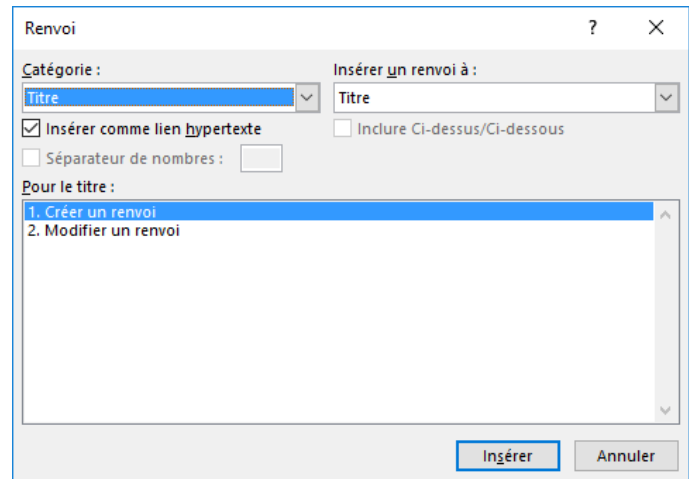 Renvoi
Catégorie :
Insérer un renvoi à :
Titre
Titre
Insérer comme lien hypertexte
Inclure Ci-dessus/Ci-dessous
Séparateur de nombres :
Pour le titre :
1. Créer un renvoi
2. Modifier un renvoi
Insérer
Annuler